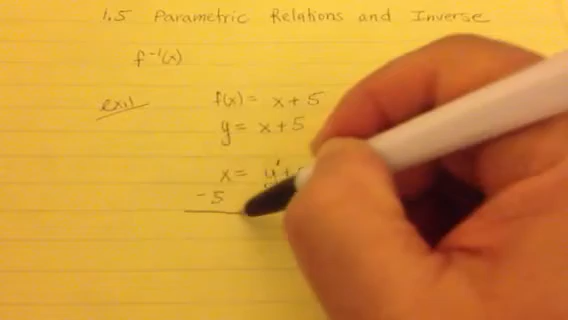 1.5 Parametric Relations and Inverse
f⁻¹(x)
ex1) f(x) = x + 5
y = x + 5
x = y +
- 5